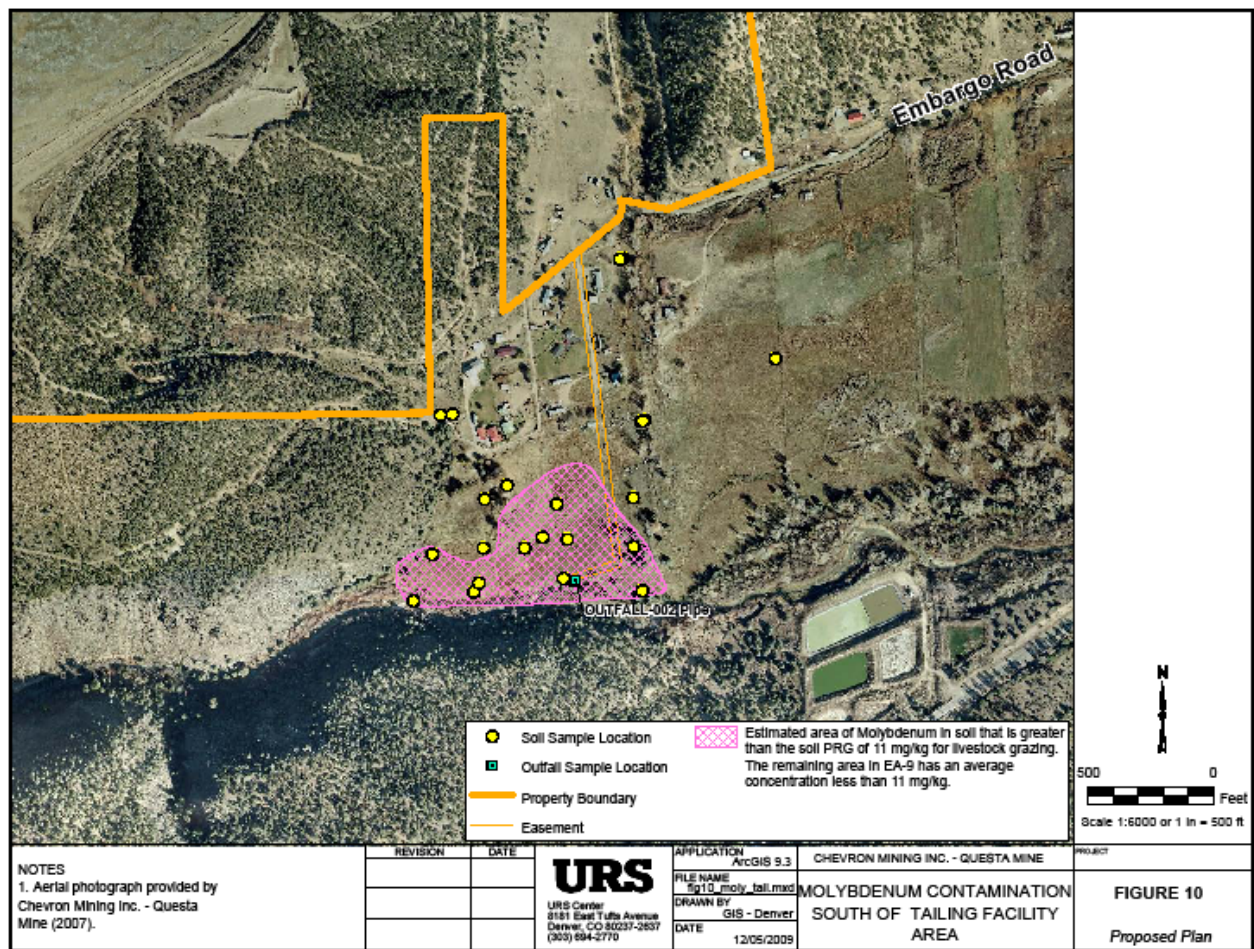 Embargo Road
OUTFALL-002 Pipe
Soil Sample Location
Outfall Sample Location
Property Boundary
Easement
Estimated area of Molybdenum in soil that is greater
than the soil PRG of 11 mg/kg for livestock grazing.
The remaining area in EA-9 has an average
concentration less than 11 mg/kg.
N
500 0
Feet
Scale 1:6000 or 1 in = 500 ft
NOTES
1. Aerial photograph provided by
Chevron Mining Inc. - Questa
Mine (2007).
REVISION DATE
URS
URS Center
8181 East Tufts Avenue
Denver, CO 80237-2637
(303) 694-2770
APPLICATION
ArcGIS 9.3
FILE NAME
fig10_moly_tail.mxd
DRAWN BY
GIS - Denver
DATE
12/05/2009
CHEVRON MINING INC. - QUESTA MINE
MOLYBDENUM CONTAMINATION
SOUTH OF TAILING FACILITY
AREA
PROJECT
FIGURE 10
Proposed Plan